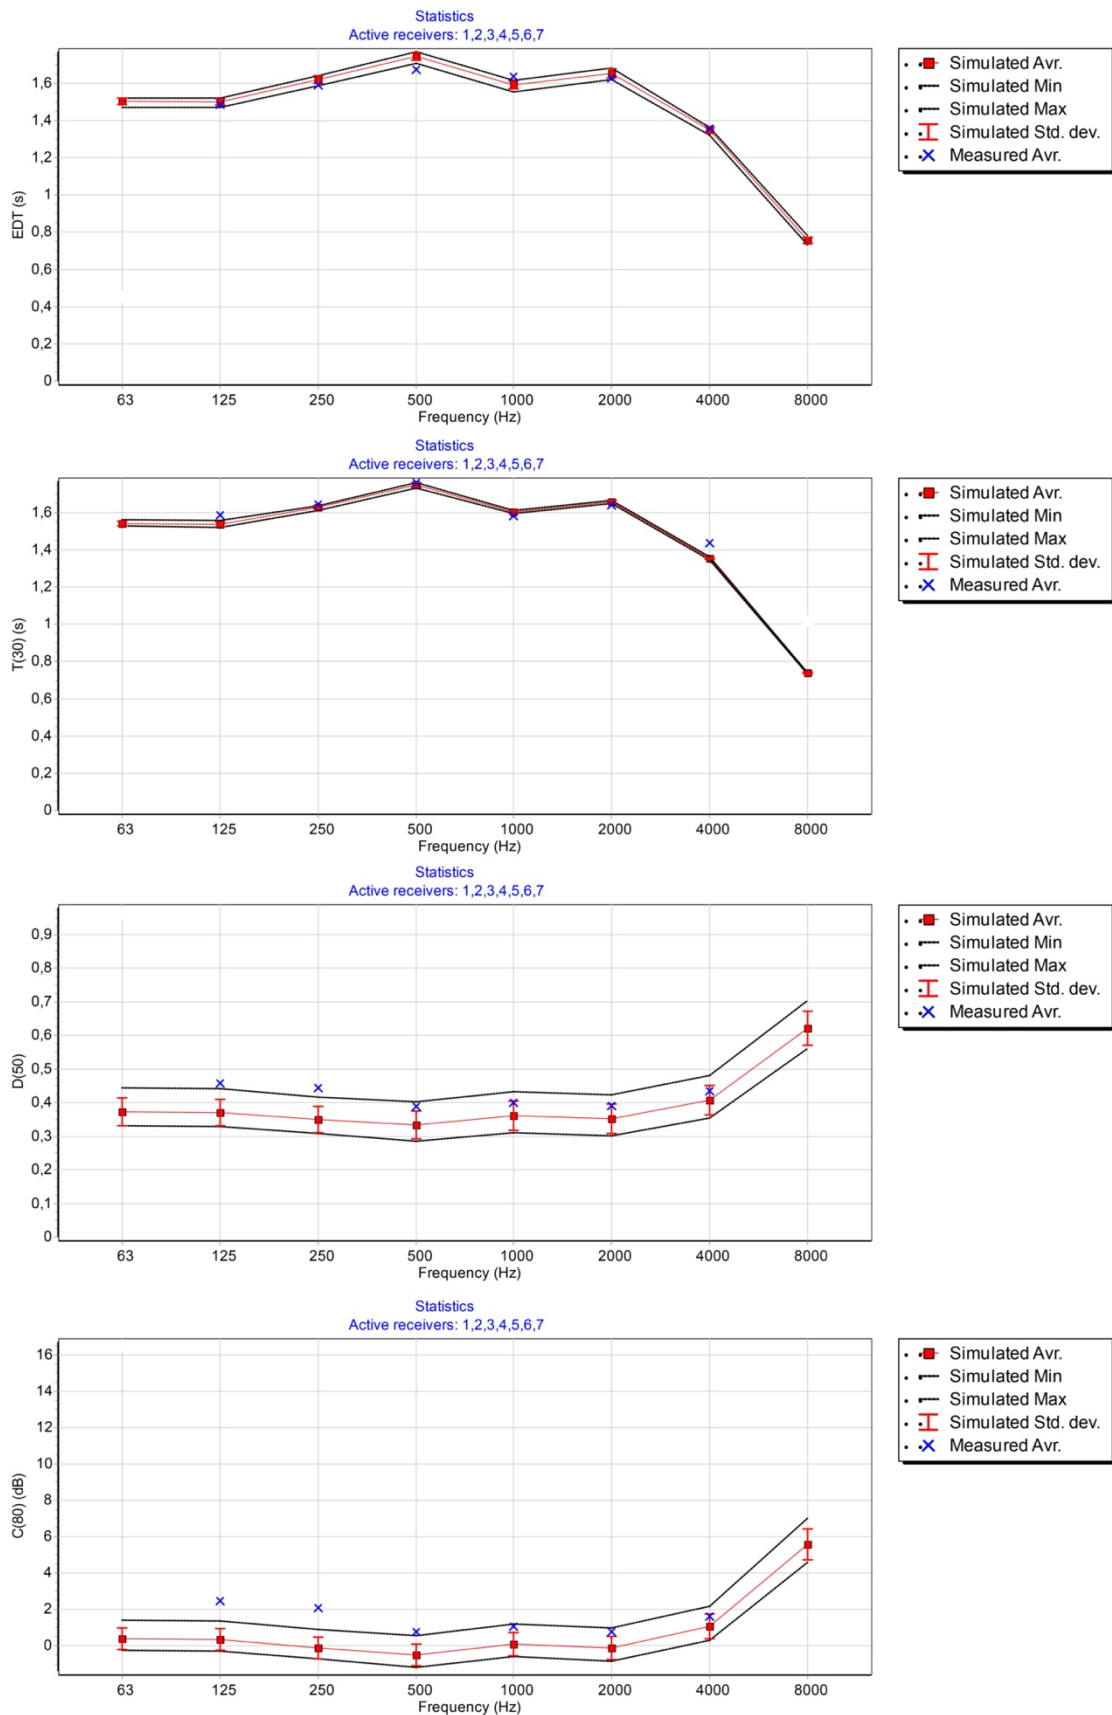 Statistics
Active receivers: 1,2,3,4,5,6,7
EDT (s)
1,6
1,4
1,2
1
0,8
0,6
0,4
0,2
0
63 125 250 500 1000 2000 4000 8000
Frequency (Hz)
Simulated Avr.
Simulated Min
Simulated Max
Simulated Std. dev.
Measured Avr.
Statistics
Active receivers: 1,2,3,4,5,6,7
T(30) (s)
1,6
1,4
1,2
1
0,8
0,6
0,4
0,2
0
63 125 250 500 1000 2000 4000 8000
Frequency (Hz)
Simulated Avr.
Simulated Min
Simulated Max
Simulated Std. dev.
Measured Avr.
Statistics
Active receivers: 1,2,3,4,5,6,7
D(50)
0,9
0,8
0,7
0,6
0,5
0,4
0,3
0,2
0,1
0
63 125 250 500 1000 2000 4000 8000
Frequency (Hz)
Simulated Avr.
Simulated Min
Simulated Max
Simulated Std. dev.
Measured Avr.
Statistics
Active receivers: 1,2,3,4,5,6,7
C(80) (dB)
16
14
12
10
8
6
4
2
0
63 125 250 500 1000 2000 4000 8000
Frequency (Hz)
Simulated Avr.
Simulated Min
Simulated Max
Simulated Std. dev.
Measured Avr.